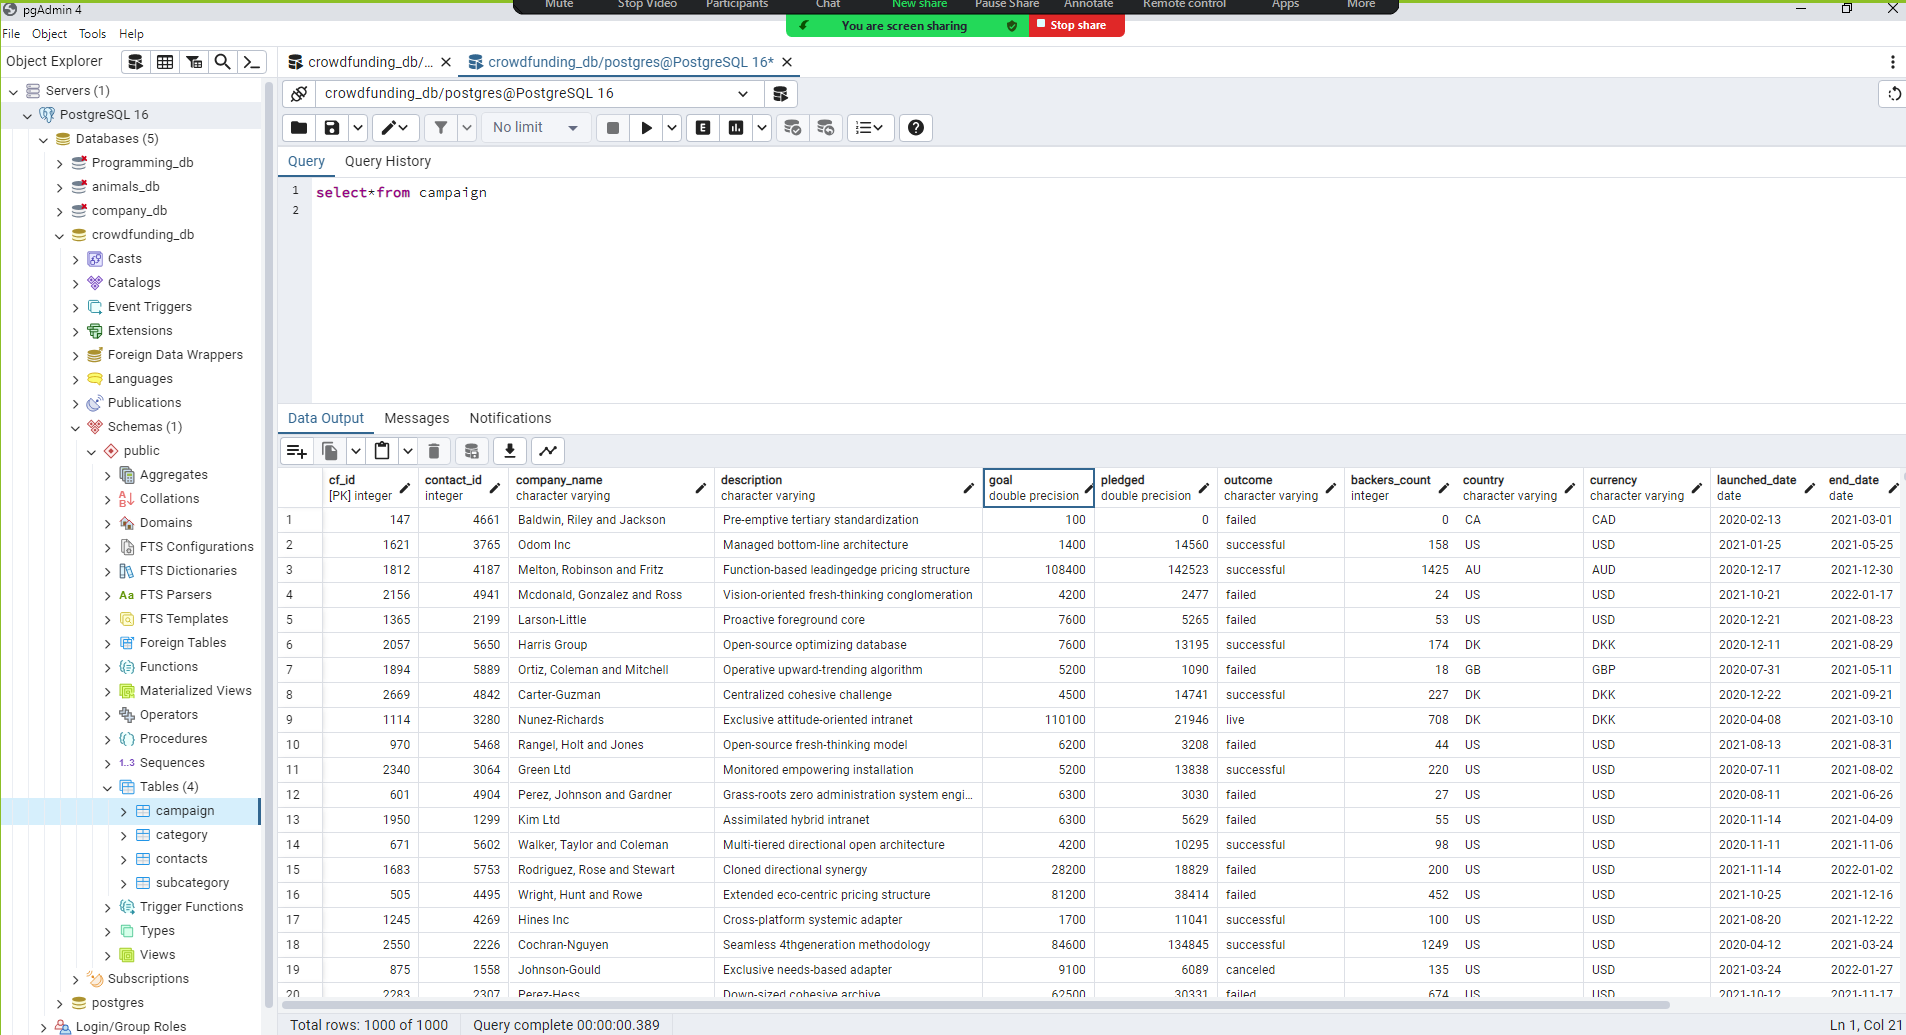 pgAdmin 4
Mute Stop Video Participants Chat New share Pause Share Annotate Remote control Apps More
You are screen sharing Stop share
File Object Tools Help
Object Explorer
crowdfunding_db/... crowdfunding_db/postgres@PostgreSQL 16*
Servers (1)
PostgreSQL 16
Databases (5)
Programming_db
animals_db
company_db
crowdfunding_db
Casts
Catalogs
Event Triggers
Extensions
Foreign Data Wrappers
Languages
Publications
Schemas (1)
public
Aggregates
Collations
Domains
FTS Configurations
FTS Dictionaries
FTS Parsers
FTS Templates
Foreign Tables
Functions
Materialized Views
Operators
Procedures
1..3 Sequences
Tables (4)
campaign
category
contacts
subcategory
Trigger Functions
Types
Views
Subscriptions
postgres
Login/Group Roles
crowdfunding_db/postgres@PostgreSQL 16
No limit
Query Query History
1 select*from campaign
2
Data Output Messages Notifications
cf_id contact_id company_name description goal pledged outcome backers_count country currency launched_date end_date
[PK] integer integer character varying character varying double precision double precision character varying integer character varying character varying date date
1 147 4661 Baldwin, Riley and Jackson Pre-emptive tertiary standardization 100 0 failed 0 CA CAD 2020-02-13 2021-03-01
2 1621 3765 Odom Inc Managed bottom-line architecture 1400 14560 successful 158 US USD 2021-01-25 2021-05-25
3 1812 4187 Melton, Robinson and Fritz Function-based leadingedge pricing structure 108400 142523 successful 1425 AU AUD 2020-12-17 2021-12-30
4 2156 4941 Mcdonald, Gonzalez and Ross Vision-oriented fresh-thinking conglomeration 4200 2477 failed 24 US USD 2021-10-21 2022-01-17
5 1365 2199 Larson-Little Proactive foreground core 7600 5265 failed 53 US USD 2020-12-21 2021-08-23
6 2057 5650 Harris Group Open-source optimizing database 7600 13195 successful 174 DK DKK 2020-12-11 2021-08-29
7 1894 5889 Ortiz, Coleman and Mitchell Operative upward-trending algorithm 5200 1090 failed 18 GB GBP 2020-07-31 2021-05-11
8 2669 4842 Carter-Guzman Centralized cohesive challenge 4500 14741 successful 227 DK DKK 2020-12-22 2021-09-21
9 1114 3280 Nunez-Richards Exclusive attitude-oriented intranet 110100 21946 live 708 DK DKK 2020-04-08 2021-03-10
10 970 5468 Rangel, Holt and Jones Open-source fresh-thinking model 6200 3208 failed 44 US USD 2021-08-13 2021-08-31
11 2340 3064 Green Ltd Monitored empowering installation 5200 13838 successful 220 US USD 2020-07-11 2021-08-02
12 601 4904 Perez, Johnson and Gardner Grass-roots zero administration system engi... 6300 3030 failed 27 US USD 2020-08-11 2021-06-26
13 1950 1299 Kim Ltd Assimilated hybrid intranet 6300 5629 failed 55 US USD 2020-11-14 2021-04-09
14 671 5602 Walker, Taylor and Coleman Multi-tiered directional open architecture 4200 10295 successful 98 US USD 2020-11-11 2021-11-06
15 1683 5753 Rodriguez, Rose and Stewart Cloned directional synergy 28200 18829 failed 200 US USD 2021-11-14 2022-01-02
16 505 4495 Wright, Hunt and Rowe Extended eco-centric pricing structure 81200 38414 failed 452 US USD 2021-10-25 2021-12-16
17 1245 4269 Hines Inc Cross-platform systemic adapter 1700 11041 successful 100 US USD 2021-08-20 2021-12-22
18 2550 2226 Cochran-Nguyen Seamless 4thgeneration methodology 84600 134845 successful 1249 US USD 2020-04-12 2021-03-24
19 875 1558 Johnson-Gould Exclusive needs-based adapter 9100 6089 canceled 135 US USD 2021-03-24 2022-01-27
20 2283 2307 Perez-Hess Down-sized cohesive archive 62500 30331 failed 674 US USD 2021-10-12 2021-11-17
Total rows: 1000 of 1000 Query complete 00:00:00.389 Ln 1, Col 21